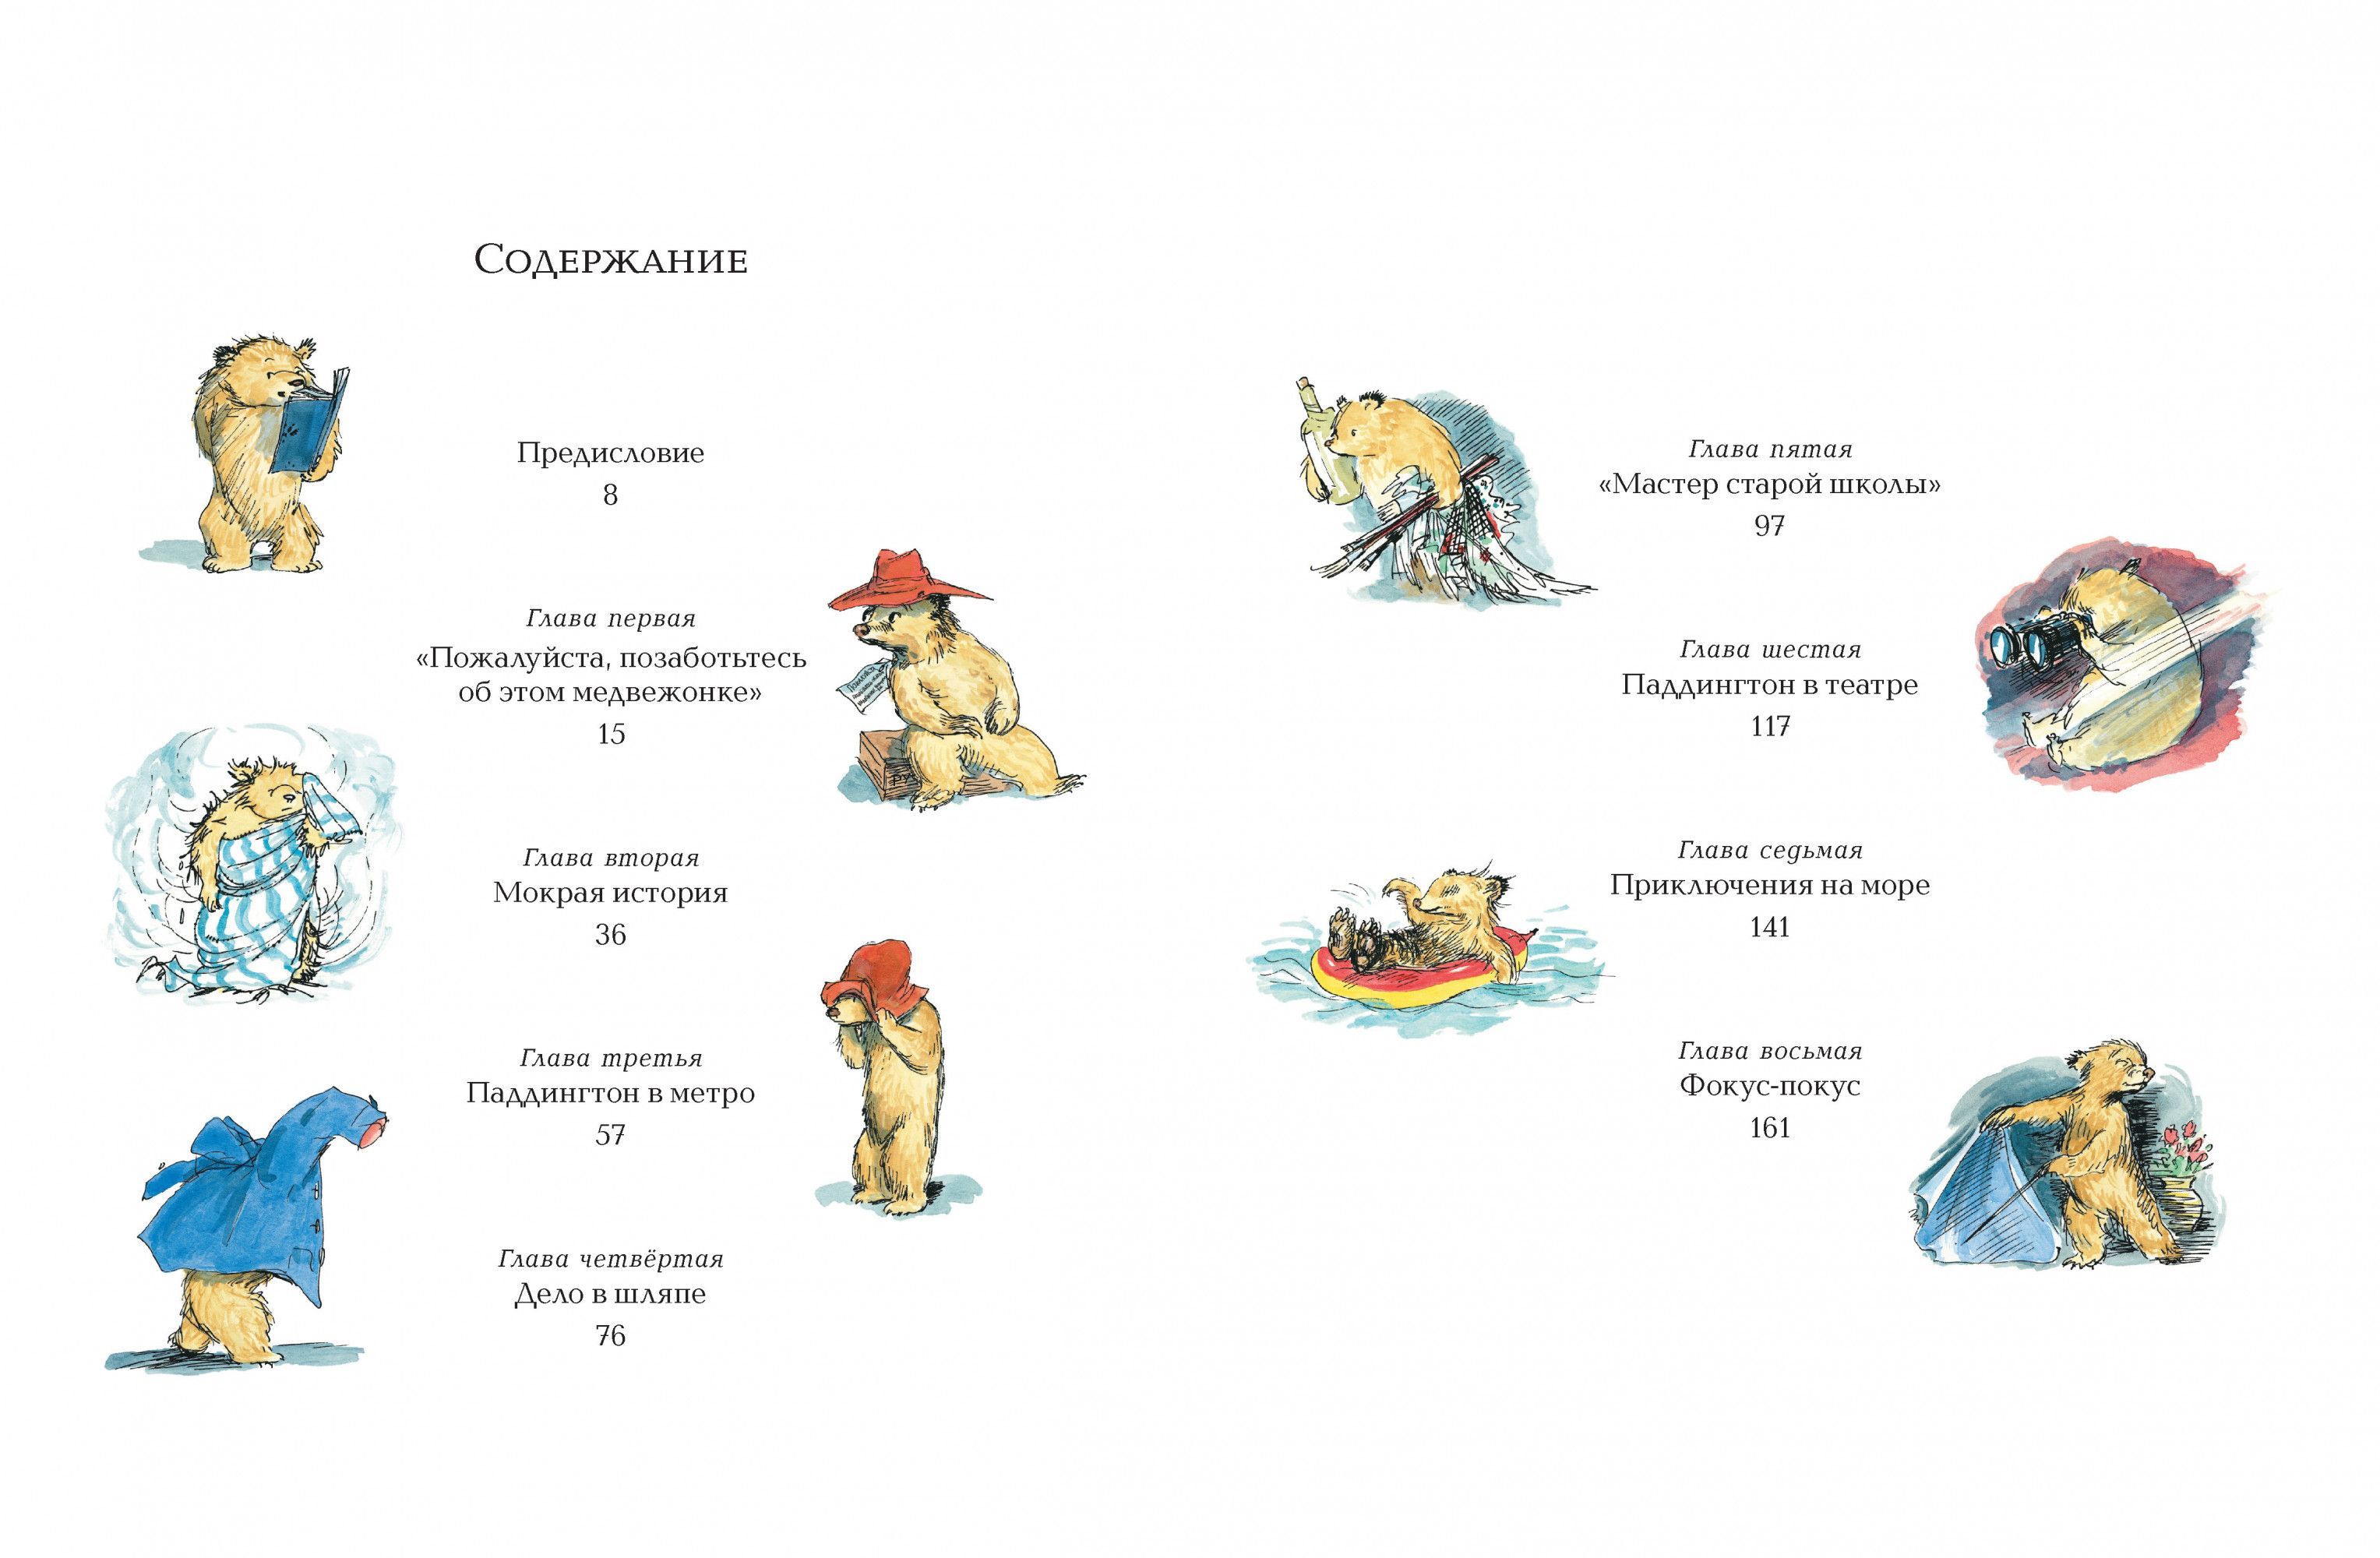 Содержание
Предисловие
8
Глава первая
«Пожалуйста, позаботьтесь
об этом медвежонке»
15
Глава вторая
Мокрая история
36
Глава третья
Паддингтон в метро
57
Глава четвёртая
Дело в шляпе
76
Глава пятая
«Мастер старой школы»
97
Глава шестая
Паддингтон в театре
117
Глава седьмая
Приключения на море
141
Глава восьмая
Фокус-покус
161